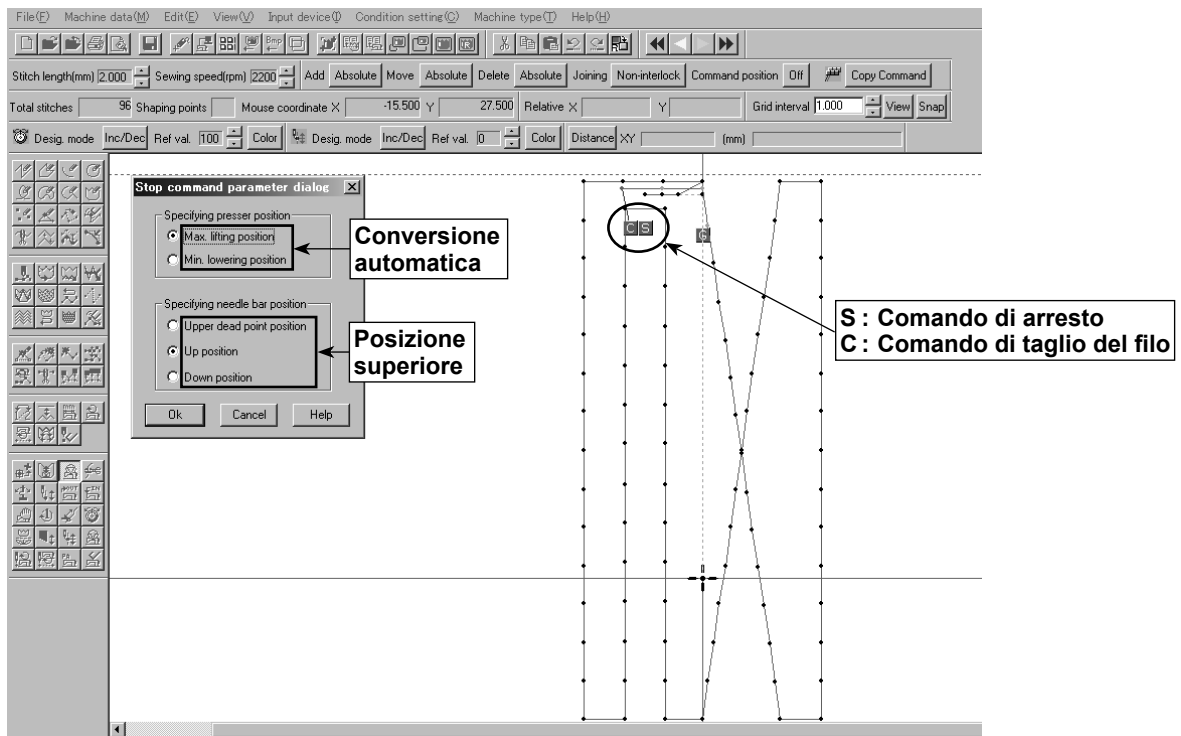 File(F) Machine data(M) Edit(E) View(V) Input device(I) Condition setting(C) Machine type(T) Help(H)
Stitch length(mm) 2.000 Sewing speed(rpm) 2200 Add Absolute Move Absolute Delete Absolute Joining Non-interlock Command position Off Copy Command
Total stitches 96 Shaping points Mouse coordinate X -15.500 Y 27.500 Relative X Y Grid interval 1.000 View Snap
Desig. mode Inc/Dec Ref val. 100 Color Desig. mode Inc/Dec Ref val. 0 Color Distance XY (mm)
Stop command parameter dialog
Specifying presser position
Max. lifting position
Min. lowering position
Conversione
automatica
Specifying needle bar position
Upper dead point position
Up position
Down position
Posizione
superiore
Ok Cancel Help
C S
G
S : Comando di arresto
C : Comando di taglio del filo